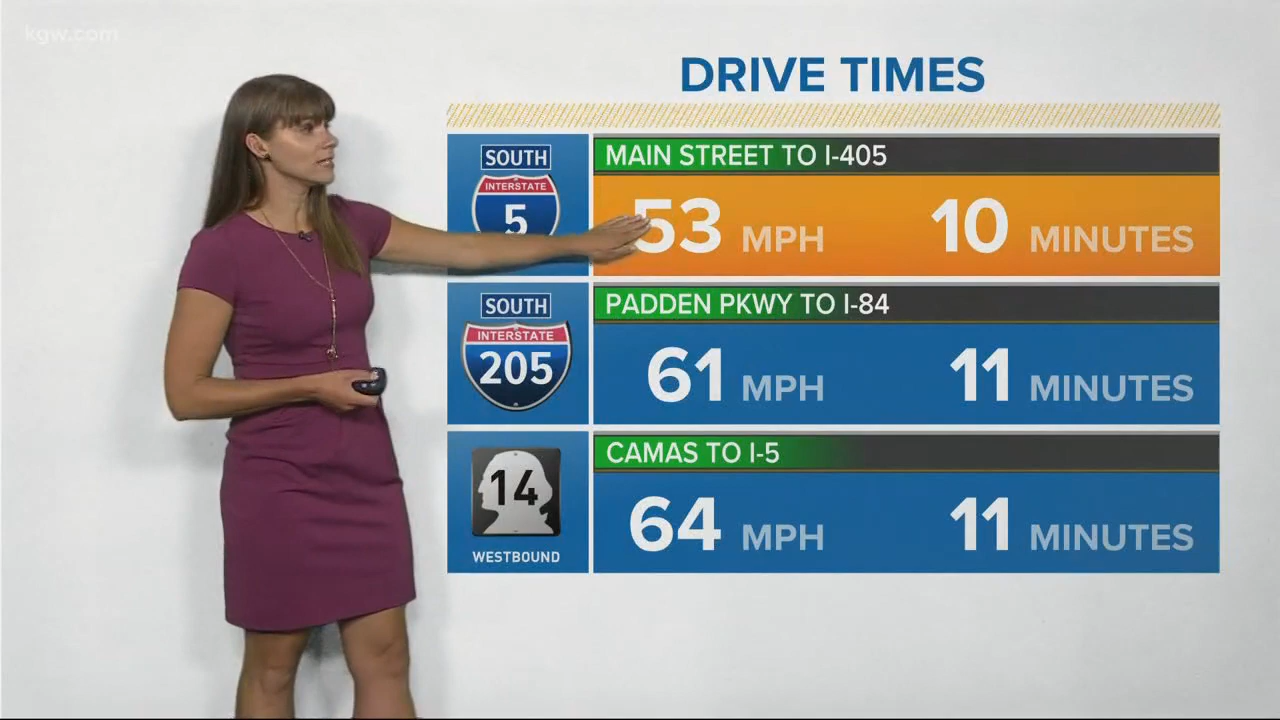 kgw.com
DRIVE TIMES
SOUTH
INTERSTATE
5
MAIN STREET TO I-405
53 MPH 10 MINUTES
SOUTH
INTERSTATE
205
PADDEN PKWY TO I-84
61 MPH 11 MINUTES
14
WESTBOUND
CAMAS TO I-5
64 MPH 11 MINUTES